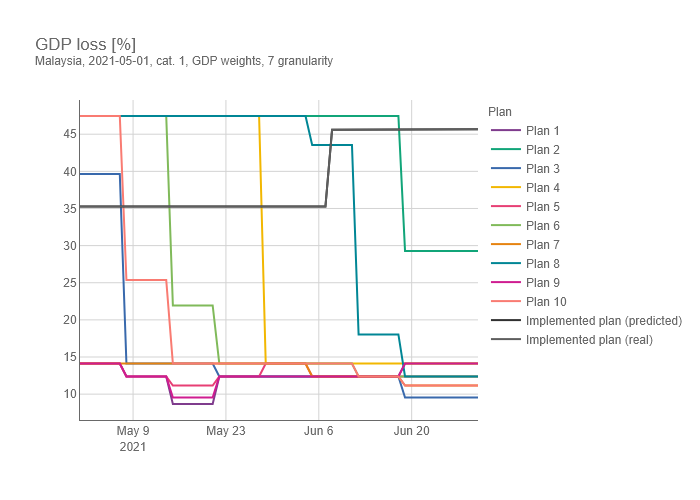 GDP loss [%]
Malaysia, 2021-05-01, cat. 1, GDP weights, 7 granularity
Plan
Plan 1
Plan 2
Plan 3
Plan 4
Plan 5
Plan 6
Plan 7
Plan 8
Plan 9
Plan 10
Implemented plan (predicted)
Implemented plan (real)
45
40
35
30
25
20
15
10
May 9
2021
May 23
Jun 6
Jun 20